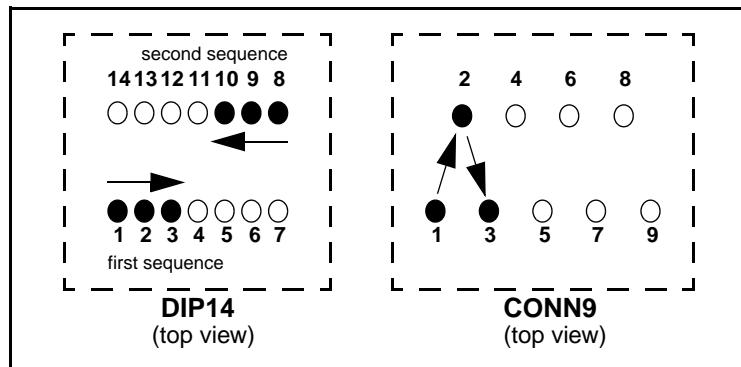 second sequence
14 13 12 11 10 9 8
1 2 3 4 5 6 7
first sequence
DIP14
(top view)
2 4 6 8
1 3 5 7 9
CONN9
(top view)